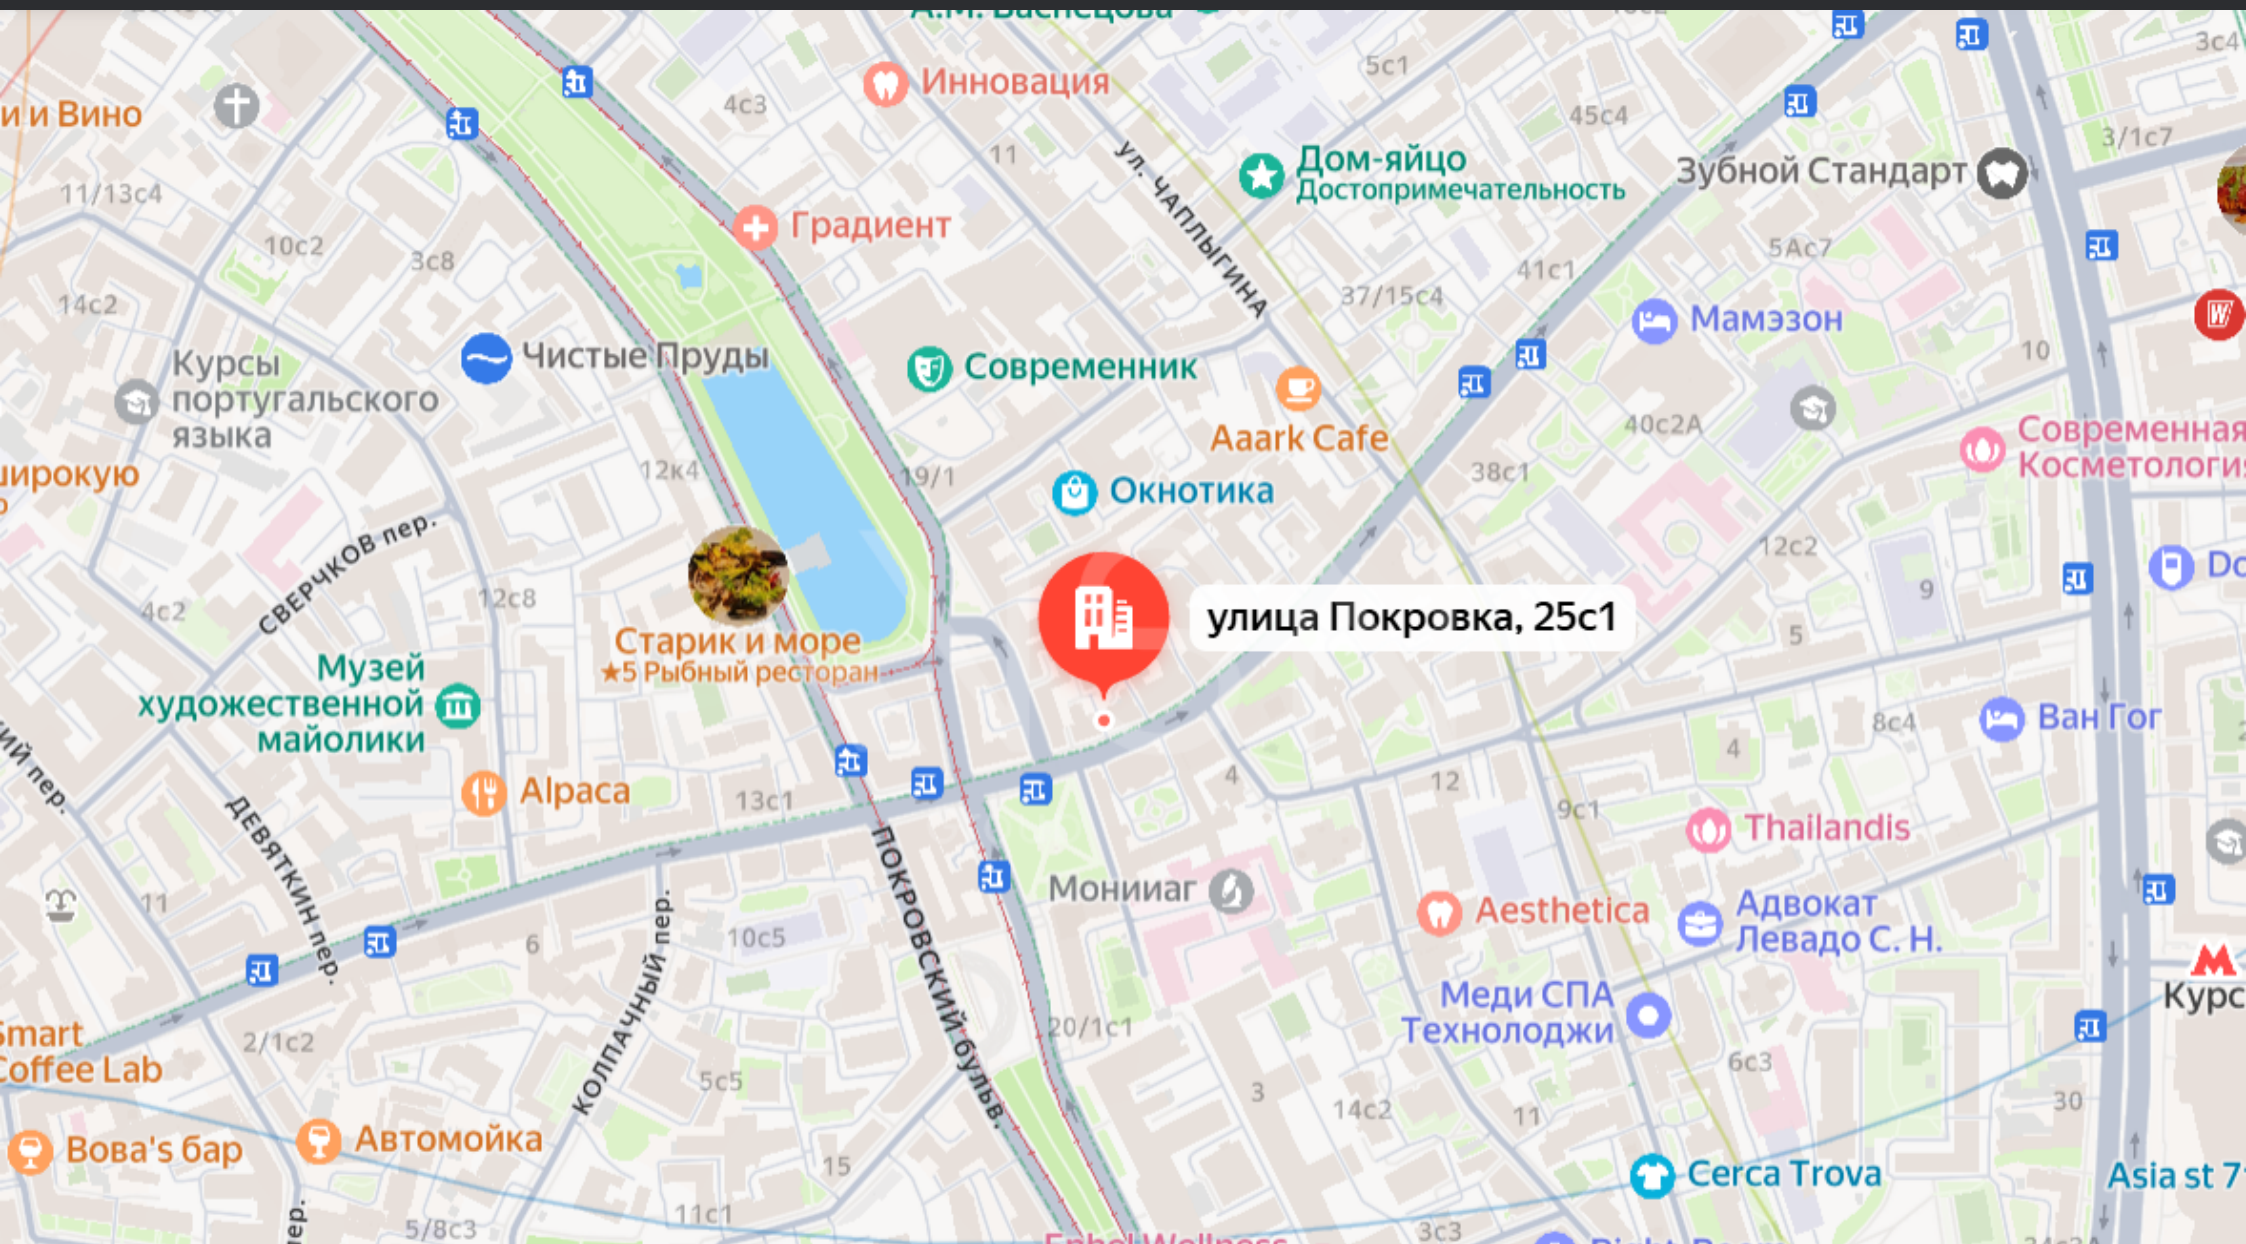 А.М. Васнецова
Инновация
5с1
3с4
4с3
45с4
и и Вино
3/1с7
11
ул. ЧАПЛЫГИНА
Дом-яйцо
Достопримечательность
Зубной Стандарт
11/13с4
Градиент
10с2
3с8
5Ас7
41с1
37/15с4
14с2
Мамэзон
10
Чистые Пруды
Курсы
португальского
языка
Современник
Aaark Cafe
40с2А
Современная
Косметология
широкую
12к4
19/1
Окнотика
38с1
СВЕРЧКОВ пер.
12с2
9
4с2
12с8
улица Покровка, 25с1
5
Старик и море
★5 Рыбный ресторан
Музей
художественной
майолики
8с4
Ван Гог
4
4
12
Alpaca
13с1
9с1
Thailandis
ДЕВЯТКИН пер.
ПОКРОВСКИЙ бульв.
Монииаг
11
КОЛПАЧНЫЙ пер.
10с5
6
Aesthetica
Адвокат
Левадо С. Н.
Меди СПА
Технолоджи
Курс
Smart
Coffee Lab
2/1с2
20/1с1
5с5
6с3
3
14с2
11
30
Вова's бар
Автомойка
15
Cerca Trova
Asia st 7
11с1
5/8с3
3с3